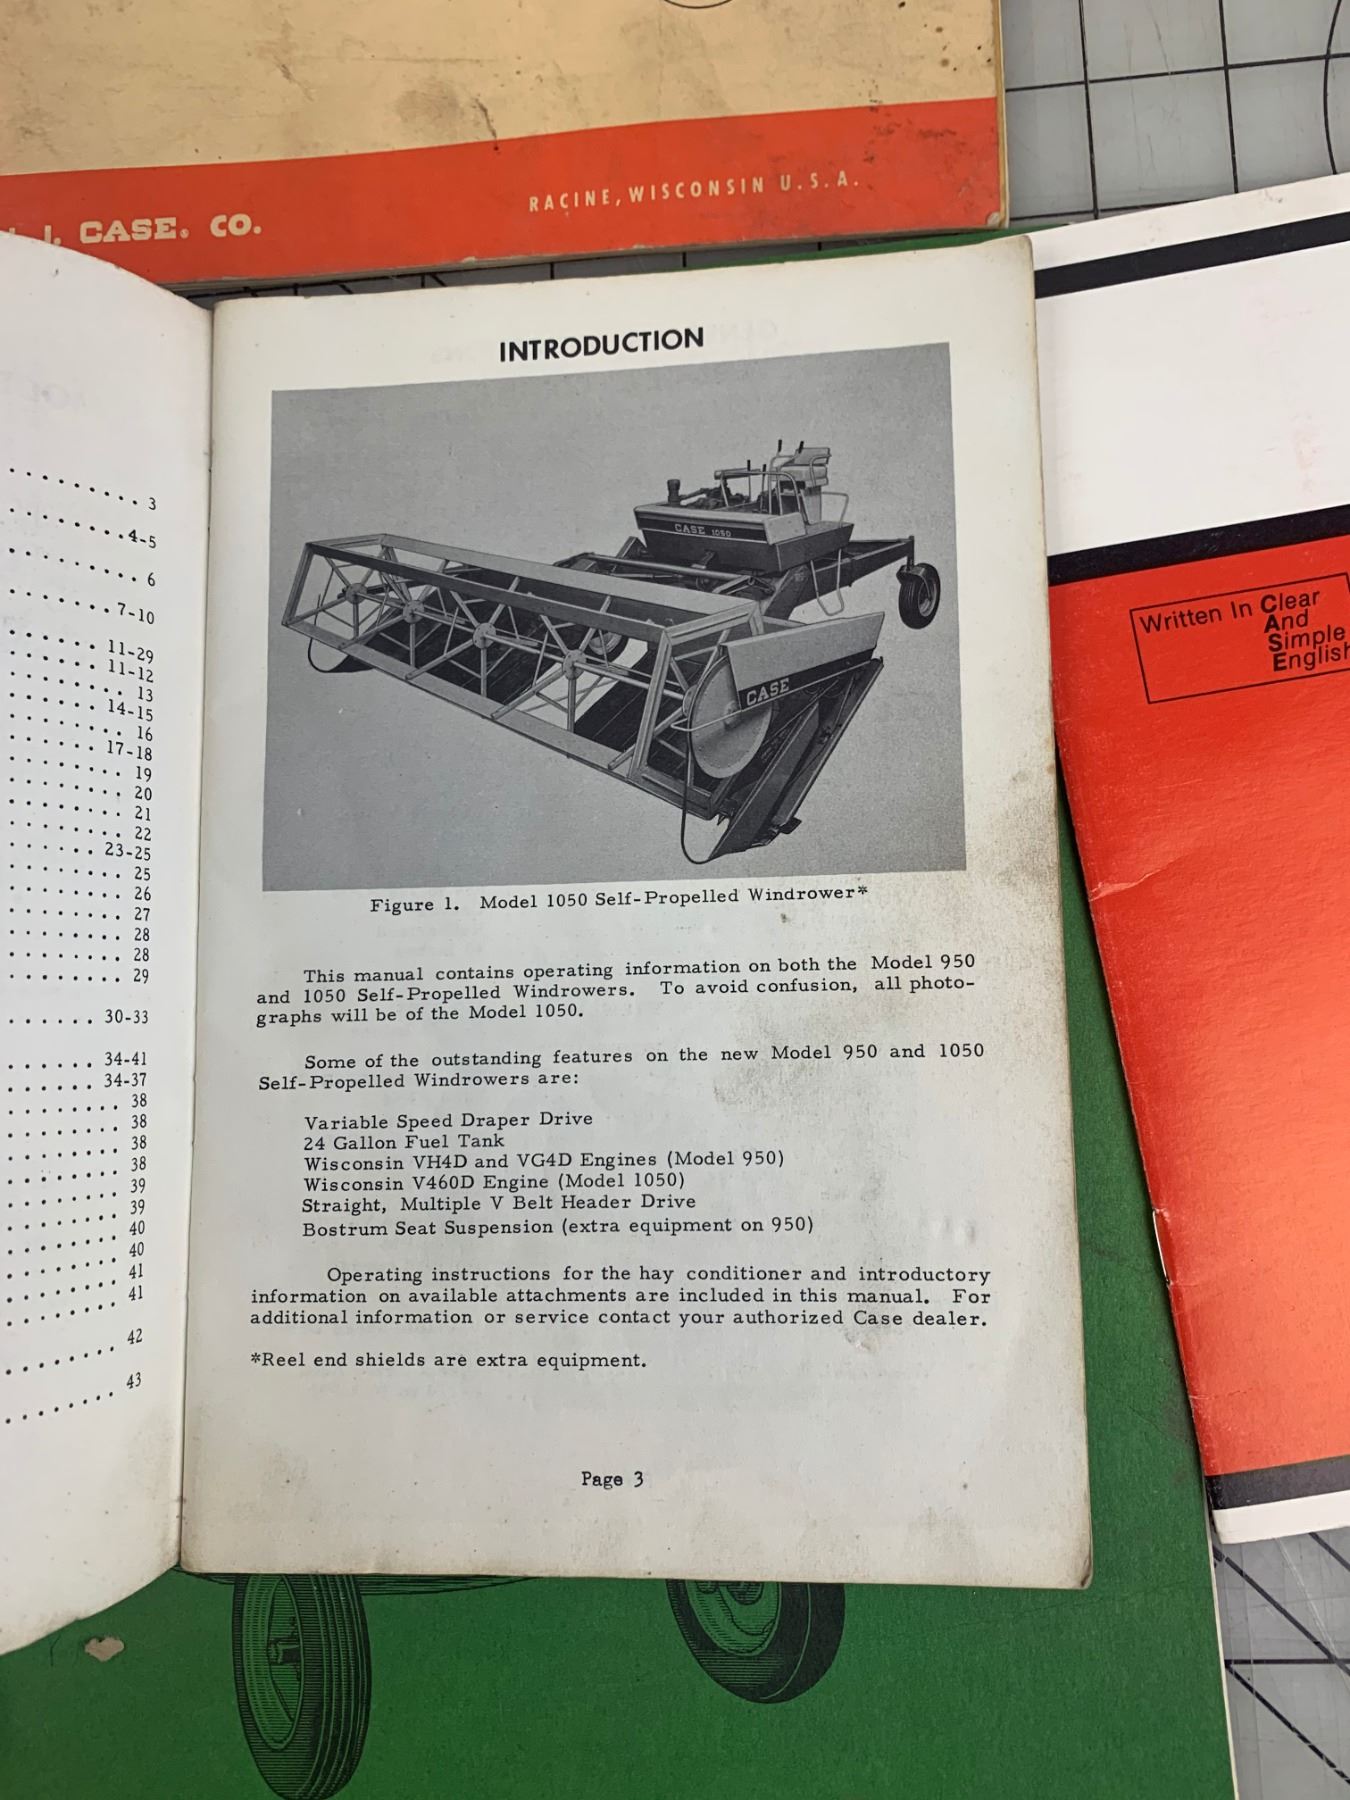 J. CASE. CO.
RACINE, WISCONSIN U.S.A.
3
4-5
6
7-10
11-29
11-12
13
14-15
16
17-18
19
20
21
22
23-25
25
26
27
28
28
29
30-33
34-41
34-37
38
38
38
38
39
39
40
40
41
41
42
43
INTRODUCTION
CASE 1050
CASE
Figure 1. Model 1050 Self-Propelled Windrower*
This manual contains operating information on both the Model 950
and 1050 Self-Propelled Windrowers. To avoid confusion, all photo-
graphs will be of the Model 1050.
Some of the outstanding features on the new Model 950 and 1050
Self-Propelled Windrowers are:
Variable Speed Draper Drive
24 Gallon Fuel Tank
Wisconsin VH4D and VG4D Engines (Model 950)
Wisconsin V460D Engine (Model 1050)
Straight, Multiple V Belt Header Drive
Bostrum Seat Suspension (extra equipment on 950)
Operating instructions for the hay conditioner and introductory
information on available attachments are included in this manual. For
additional information or service contact your authorized Case dealer.
*Reel end shields are extra equipment.
Page 3
Written In Clear
And
Simple
English